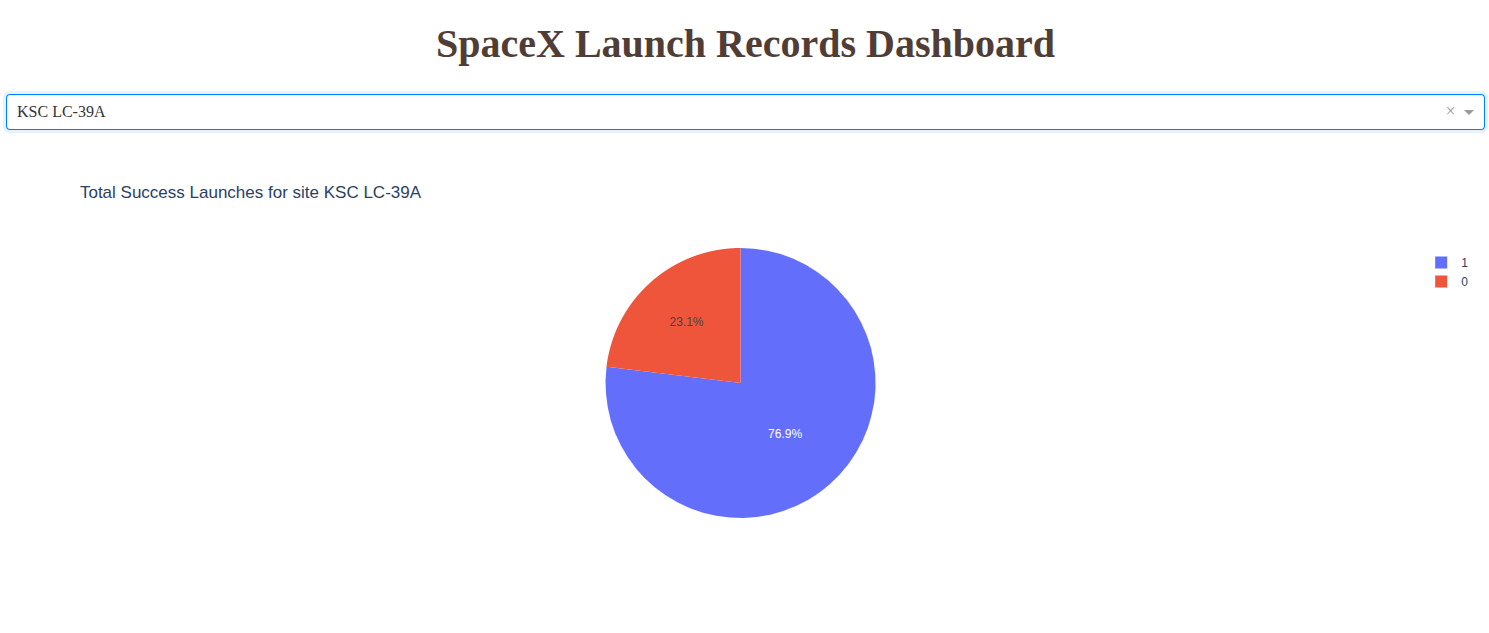 SpaceX Launch Records Dashboard
KSC LC-39A
×
Total Success Launches for site KSC LC-39A
1
0
23.1%
76.9%